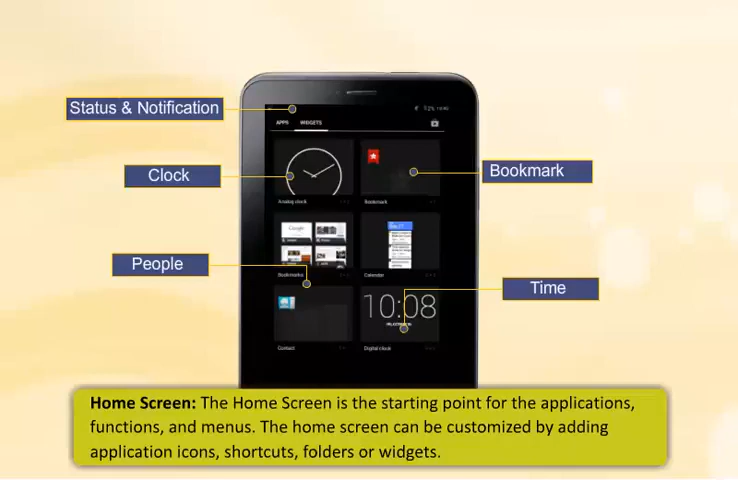 Status & Notification
APPS WIDGETS
Clock
Analog clock
Bookmark
Bookmark
People
Bookmarks
Calendar
Time
10:08
Contact
Digital clock
Home Screen: The Home Screen is the starting point for the applications,
functions, and menus. The home screen can be customized by adding
application icons, shortcuts, folders or widgets.